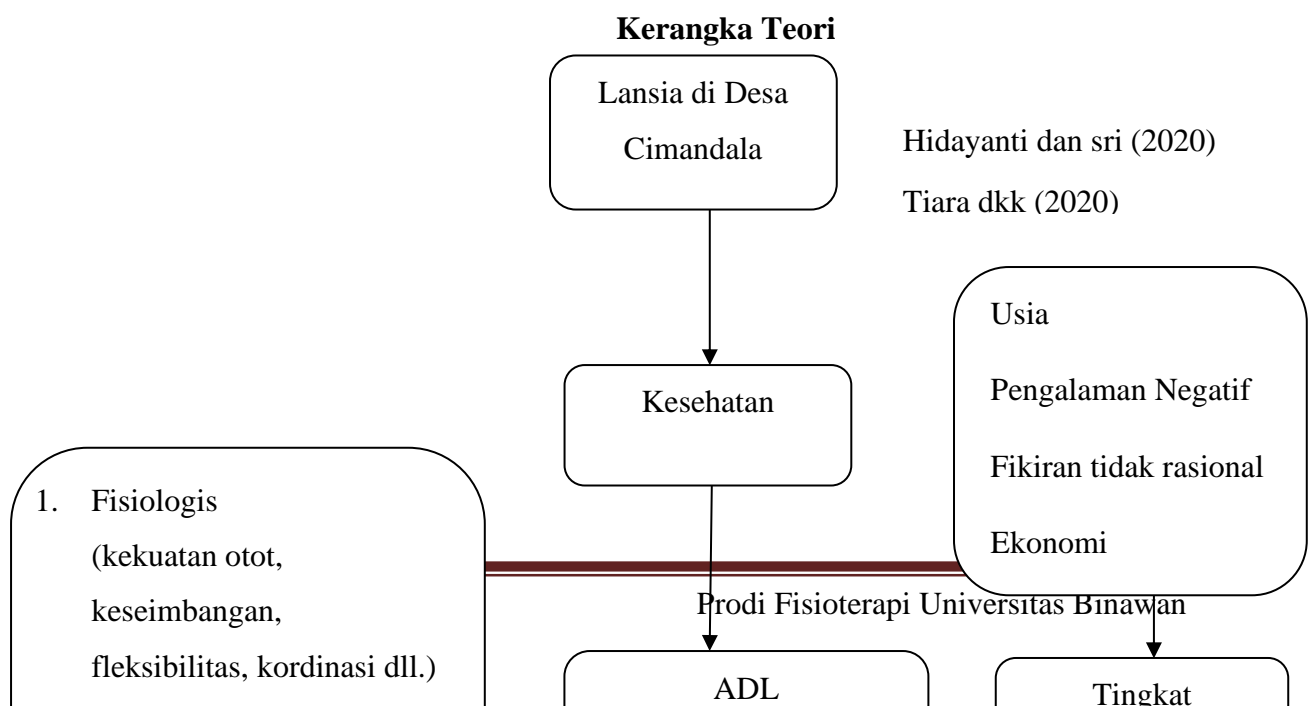 Kerangka Teori
Lansia di Desa
Cimandala
Hidayanti dan sri (2020)
Tiara dkk (2020)
Usia
Pengalaman Negatif
Fikiran tidak rasional
Ekonomi
Kesehatan
1. Fisiologis
(kekuatan otot,
keseimbangan,
fleksibilitas, kordinasi dll.)
Prodi Fisioterapi Universitas Binawan
ADL
Tingkat